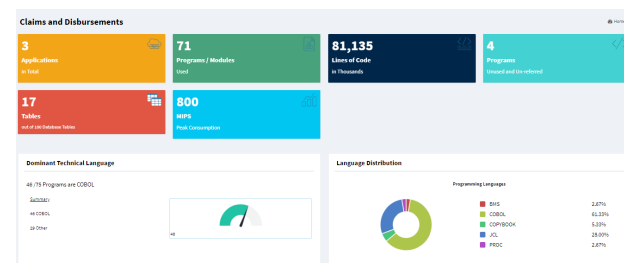 Claims and Disbursements
Home
3
Applications
in Total
71
Programs / Modules
Used
81,135
Lines of Code
in Thousands
4
Programs
Unused and Un-referred
17
Tables
out of 100 Database Tables
800
MIPS
Peak Consumption
Dominant Technical Language
46 /75 Programs are COBOL
Summary
46 COBOL
29 Other
46
Language Distribution
Programming Languages
BMS 2.67%
COBOL 61.33%
COPYBOOK 5.33%
JCL 28.00%
PROC 2.67%